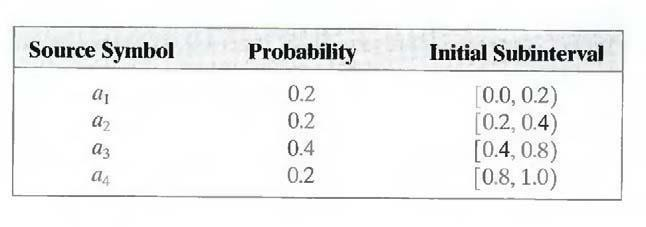 Source Symbol Probability Initial Subinterval
a₁ 0.2 [0.0, 0.2)
a₂ 0.2 [0.2, 0.4)
a₃ 0.4 [0.4, 0.8)
a₄ 0.2 [0.8, 1.0)